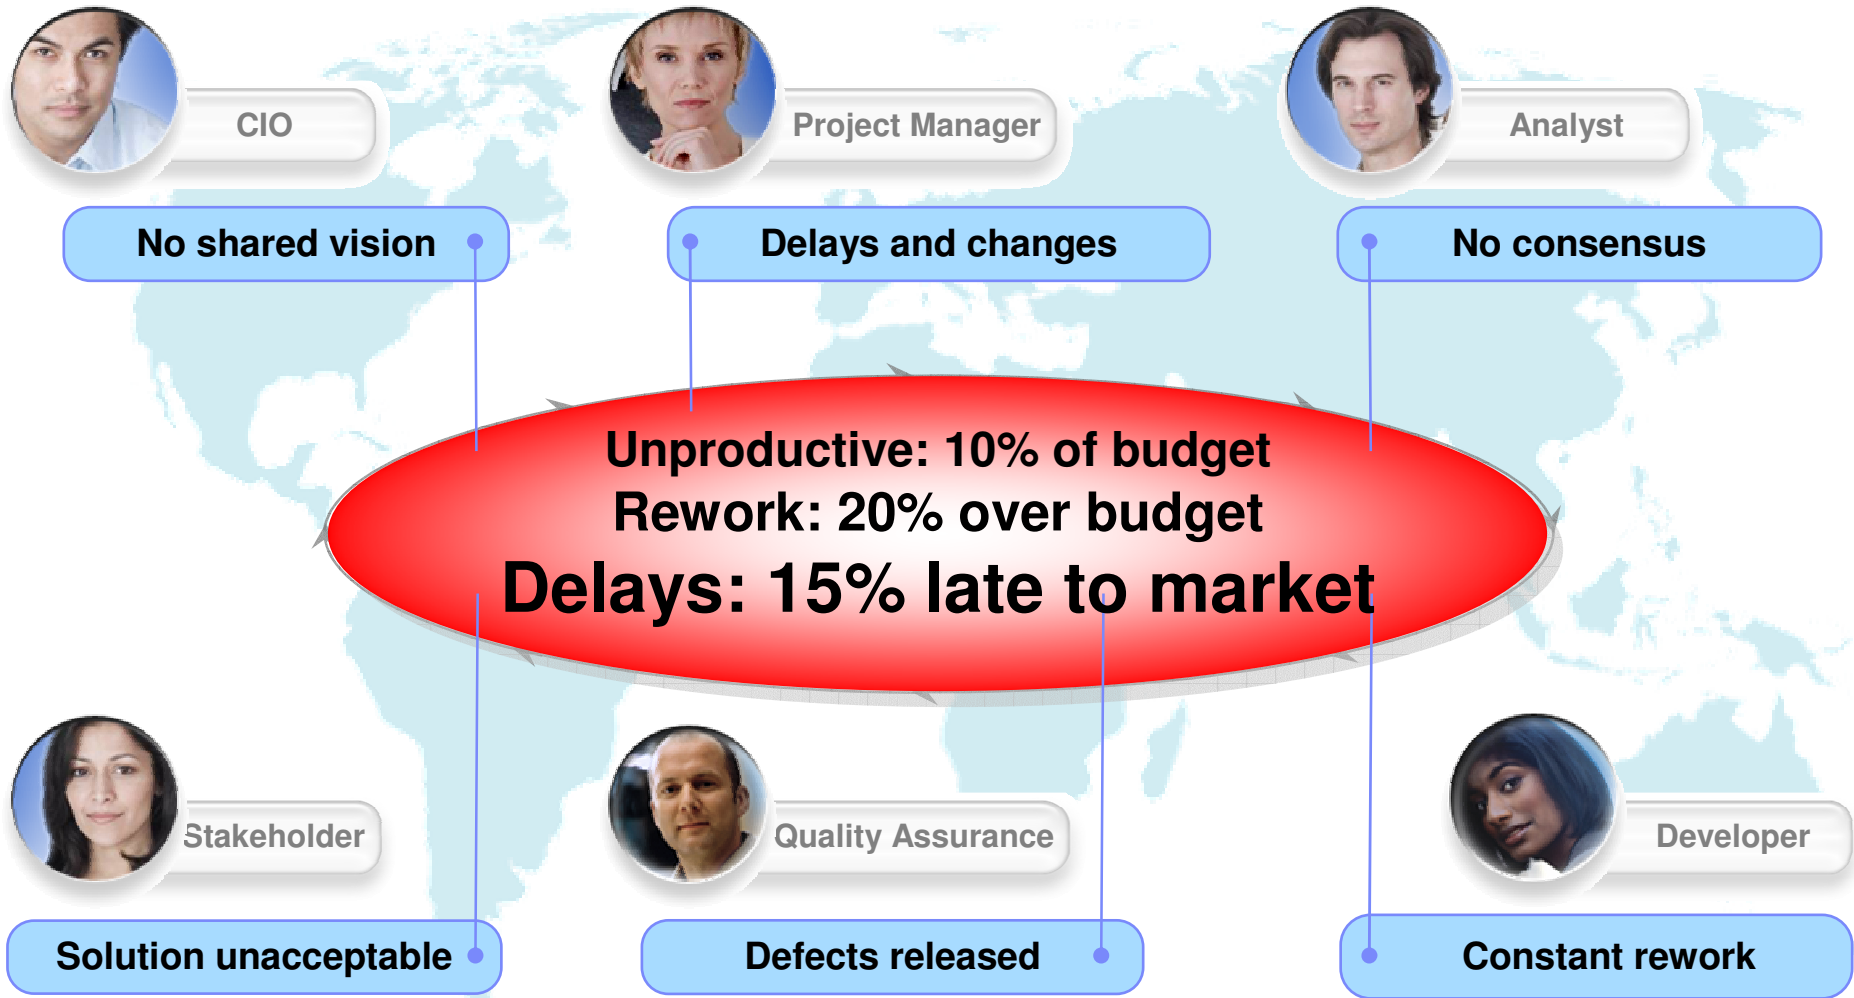 CIO
Project Manager
Analyst
No shared vision
Delays and changes
No consensus
Unproductive: 10% of budget
Rework: 20% over budget
Delays: 15% late to market
Stakeholder
Quality Assurance
Developer
Solution unacceptable
Defects released
Constant rework